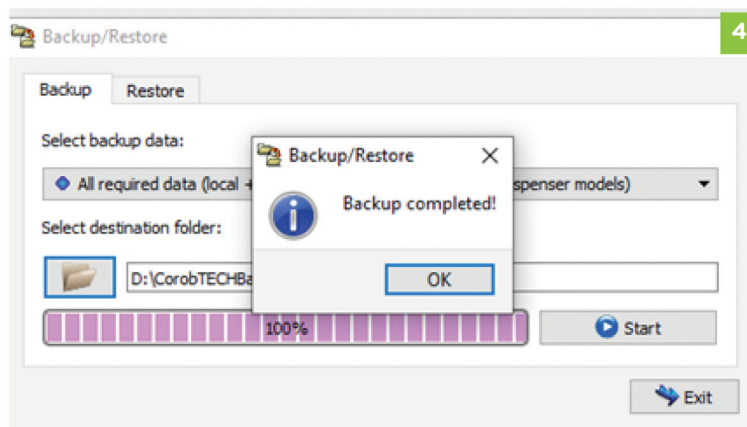 Backup/Restore
4
Backup Restore
Select backup data:
All required data (local +
spenser models)
Select destination folder:
D:\CorobTECHBa
Backup/Restore
Backup completed!
OK
100%
Start
Exit